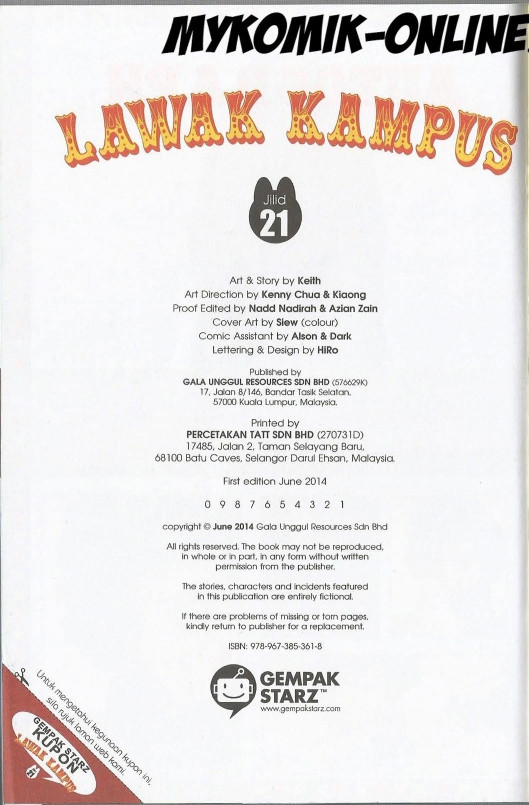 MYKOMIK-ONLINE.
LAWAK KAMPUS
Jilid
21
Art & Story by Keith
Art Direction by Kenny Chua & Kiaong
Proof Edited by Nadd Nadirah & Azian Zain
Cover Art by Siew (colour)
Comic Assistant by Alson & Dark
Lettering & Design by HiRo
Published by
GALA UNGGUL RESOURCES SDN BHD (576629K)
17, Jalan 8/146, Bandar Tasik Selatan,
57000 Kuala Lumpur, Malaysia.
Printed by
PERCETAKAN TATT SDN BHD (270731D)
17485, Jalan 2, Taman Selayang Baru,
68100 Batu Caves, Selangor Darul Ehsan, Malaysia.
First edition June 2014
0 9 8 7 6 5 4 3 2 1
copyright © June 2014 Gala Unggul Resources Sdn Bhd
All rights reserved. The book may not be reproduced,
in whole or in part, in any form without written
permission from the publisher.
The stories, characters and incidents featured
in this publication are entirely fictional.
If there are problems of missing or torn pages,
kindly return to publisher for a replacement.
ISBN: 978-967-385-361-8
GEMPAK
STARZ™
www.gempakstarz.com
Untuk mengetahui kegunaan kupon ini,
sila rujuk laman web kami.
GEMPAK STARZ
KUPON
LAWAK KAMPUS
21